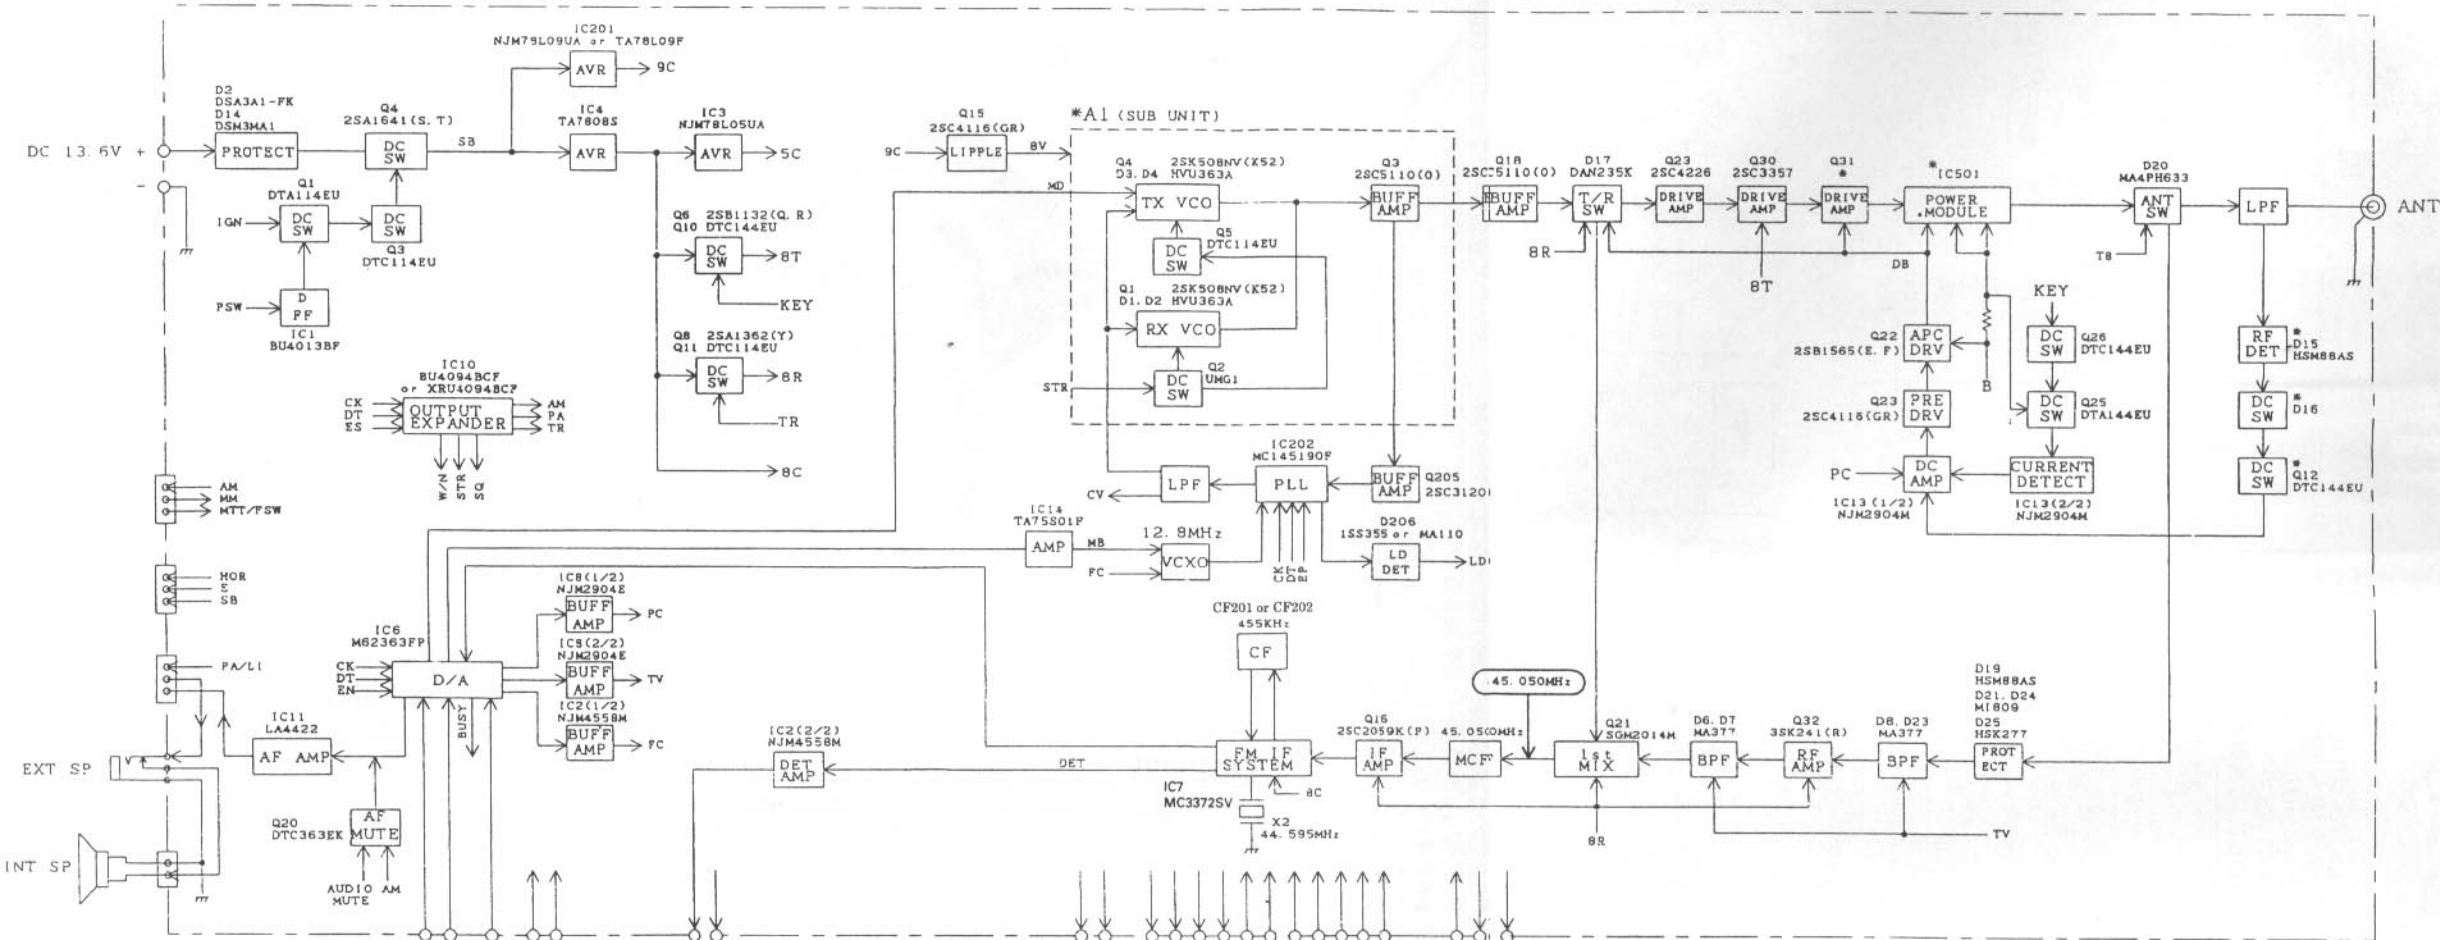 IC201
NJM78L09UA or TA78L09F
AVR
9C
D2
DSA3A1-FK
D14
DSM3MA1
PROTECT
DC 13.6V +
-
Q4
2SA1641(S.T)
DC
SW
SB
IC4
TA7808S
AVR
IC3
NJM78L05UA
AVR
5C
Q1
DTA114EU
IGN
DC
SW
DC
SW
Q3
DTC114EU
PSW
D
FF
IC1
BU4013BF
Q6 2SB1132(Q.R)
Q10 DTC144EU
DC
SW
8T
KEY
Q8 2SA1362(Y)
Q11 DTC114EU
DC
SW
8R
TR
8C
IC10
BU4094BCF
or XRU4094BCF
CK
DT
ES
OUTPUT
EXPANDER
AM
PA
TR
W/N
STR
SQ
AM
MM
MTT/PSW
HOR
E
SB
PA/LI
EXT SP
INT SP
IC11
LA4422
AF AMP
Q20
DTC363EK
AF
MUTE
AUDIO
MUTE
AM
IC6
M62363FP
CK
DT
EN
D/A
BUSY
IC8(1/2)
NJM2904E
BUFF
AMP
PC
IC9(2/2)
NJM2904E
BUFF
AMP
TV
IC2(1/2)
NJM4558M
BUFF
AMP
FC
IC2(2/2)
NJM4558M
DET
AMP
DET
Q15
2SC4116(GR)
9C
LIPPLE
8V
MD
*A1 (SUB UNIT)
Q4 2SK508NV(K52)
D3.D4 HVU363A
TX VCO
Q5
DTC114EU
DC
SW
Q1 2SK508NV(K52)
D1.D2 HVU363A
RX VCO
Q2
UMG1
DC
SW
STR
Q3
2SC5110(O)
BUFF
AMP
Q18
2SC5110(O)
BUFF
AMP
D17
DAN235K
T/R
SW
8R
Q23
2SC4226
DRIVE
AMP
Q30
2SC3357
DRIVE
AMP
8T
Q31
*
DRIVE
AMP
*
IC501
POWER
MODULE
DB
D20
MA4PH633
ANT
SW
T8
LPF
ANT
Q22
2SB1565(E.F)
APC
DRV
B
Q23
2SC4116(GR)
PRE
DRV
PC
DC
AMP
IC13(1/2)
NJM2904M
KEY
DC
SW
Q26
DTC144EU
DC
SW
Q25
DTA144EU
CURRENT
DETECT
IC13(2/2)
NJM2904M
RF
DET
*
D15
HSM88AS
DC
SW
*
D16
DC
SW
*
Q12
DTC144EU
CV
LPF
IC202
MC145190F
PLL
BUFF
AMP
Q205
2SC3120
IC14
TA75S01F
AMP
MB
FC
12.8MHz
VCXO
CK
DT
EP
D206
1SS355 or MA110
LD
DET
LD
CF201 or CF202
455KHz
CF
FM IF
SYSTEM
IC7
MC3372SV
8C
X2
44.595MHz
Q16
2SC2059K(P)
IF
AMP
45.050MHz
MCF
45.050MHz
Q21
SGM2014M
1st
MIX
8R
D6.D7
MA377
BPF
Q32
3SK241(R)
RF
AMP
D8.D23
MA377
BPF
TV
D19
HSM88AS
D21.D24
MI809
D25
HSK277
PROT
ECT